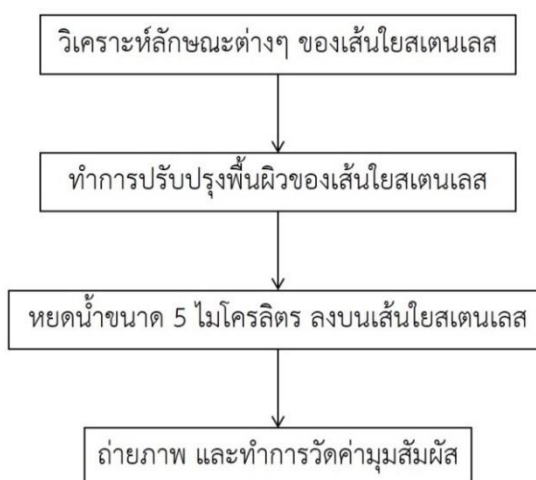 วิเคราะห์ลักษณะต่างๆ ของเส้นใยสเตนเลส
ทำการปรับปรุงพื้นผิวของเส้นใยสเตนเลส
หยดน้ำขนาด 5 ไมโครลิตร ลงบนเส้นใยสเตนเลส
ถ่ายภาพ และทำการวัดค่ามุมสัมผัส